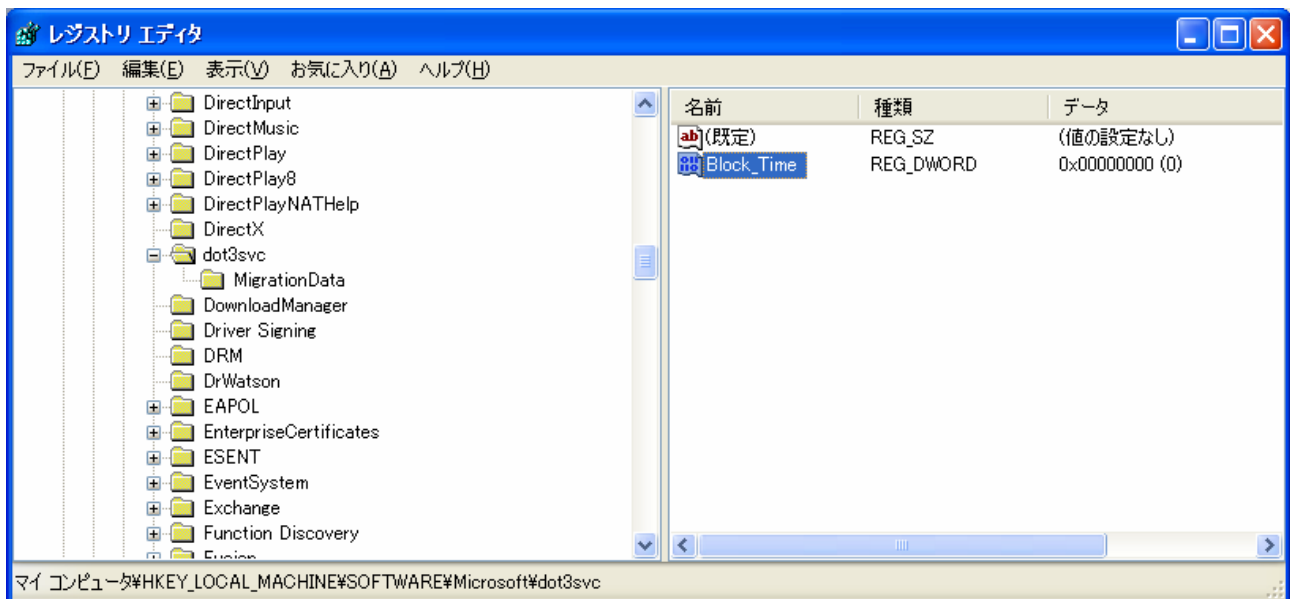 レジストリ エディタ
ファイル(F) 編集(E) 表示(V) お気に入り(A) ヘルプ(H)
DirectInput
DirectMusic
DirectPlay
DirectPlay8
DirectPlayNATHelp
DirectX
dot3svc
MigrationData
DownloadManager
Driver Signing
DRM
DrWatson
EAPOL
EnterpriseCertificates
ESENT
EventSystem
Exchange
Function Discovery
Fusion
名前 種類 データ
(既定) REG_SZ (値の設定なし)
Block_Time REG_DWORD 0x00000000 (0)
マイ コンピュータ¥HKEY_LOCAL_MACHINE¥SOFTWARE¥Microsoft¥dot3svc